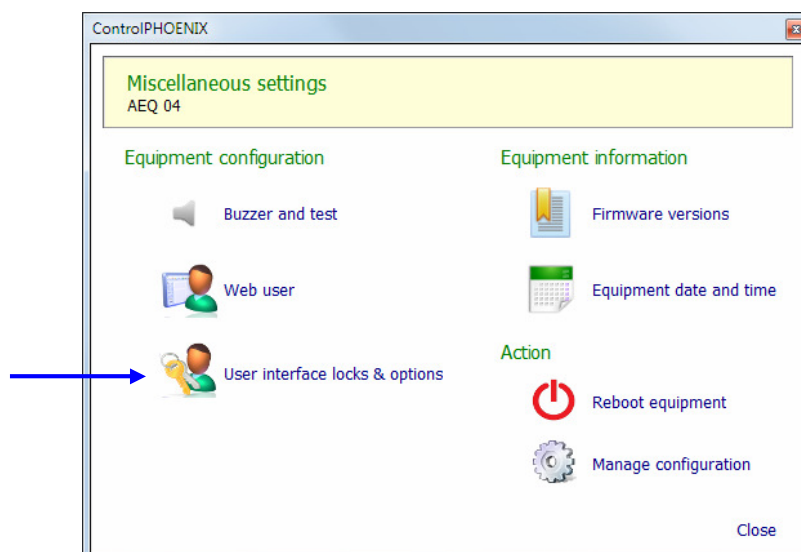 ControlPHOENIX
Miscellaneous settings
AEQ 04
Equipment configuration
Buzzer and test
Web user
User interface locks & options
Equipment information
Firmware versions
Equipment date and time
Action
Reboot equipment
Manage configuration
Close